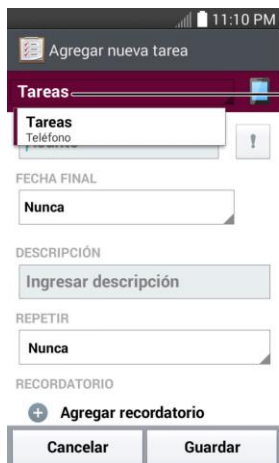 11:10 PM
Agregar nueva tarea
Tareas
Tareas
Teléfono
FECHA FINAL
Nunca
DESCRIPCIÓN
Ingresar descripción
REPETIR
Nunca
RECORDATORIO
Agregar recordatorio
Cancelar
Guardar